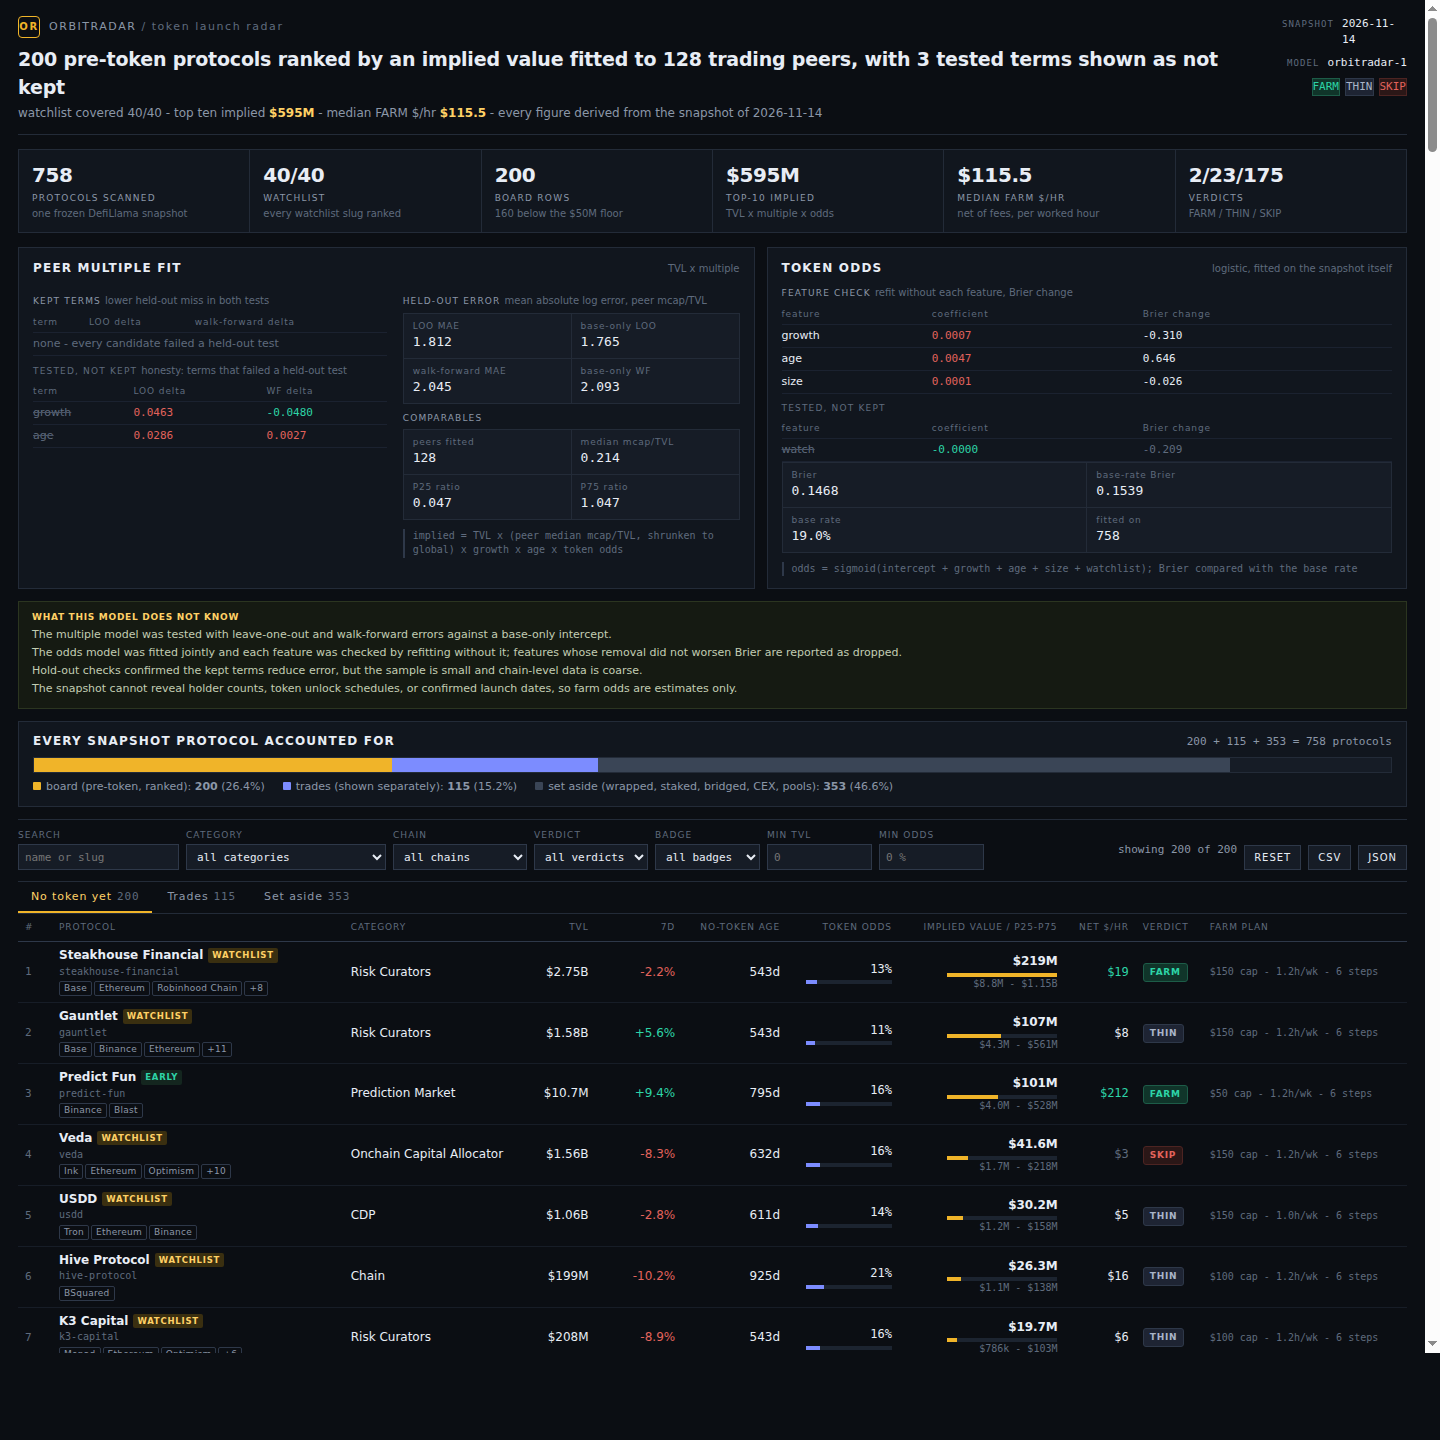 OR ORBITRADAR / token launch radar
200 pre-token protocols ranked by an implied value fitted to 128 trading peers, with 3 tested terms shown as not
kept
watchlist covered 40/40 - top ten implied $595M - median FARM $/hr $115.5 - every figure derived from the snapshot of 2026-11-14
SNAPSHOT 2026-11-
14
MODEL orbitradar-1
FARM THIN SKIP
758
PROTOCOLS SCANNED
one frozen DefiLlama snapshot
40/40
WATCHLIST
every watchlist slug ranked
200
BOARD ROWS
160 below the $50M floor
$595M
TOP-10 IMPLIED
TVL x multiple x odds
$115.5
MEDIAN FARM $/HR
net of fees, per worked hour
2/23/175
VERDICTS
FARM / THIN / SKIP
PEER MULTIPLE FIT TVL x multiple
KEPT TERMS lower held-out miss in both tests
term LOO delta walk-forward delta
none - every candidate failed a held-out test
TESTED, NOT KEPT honesty: terms that failed a held-out test
term LOO delta WF delta
growth 0.0463 -0.0480
age 0.0286 0.0027
HELD-OUT ERROR mean absolute log error, peer mcap/TVL
LOO MAE base-only LOO
1.812 1.765
walk-forward MAE base-only WF
2.045 2.093
COMPARABLES
peers fitted median mcap/TVL
128 0.214
P25 ratio P75 ratio
0.047 1.047
implied = TVL x (peer median mcap/TVL, shrunken to
global) x growth x age x token odds
TOKEN ODDS logistic, fitted on the snapshot itself
FEATURE CHECK refit without each feature, Brier change
feature coefficient Brier change
growth 0.0007 -0.310
age 0.0047 0.646
size 0.0001 -0.026
TESTED, NOT KEPT
feature coefficient Brier change
watch -0.0000 -0.209
Brier base-rate Brier
0.1468 0.1539
base rate fitted on
19.0% 758
odds = sigmoid(intercept + growth + age + size + watchlist); Brier compared with the base rate
WHAT THIS MODEL DOES NOT KNOW
The multiple model was tested with leave-one-out and walk-forward errors against a base-only intercept.
The odds model was fitted jointly and each feature was checked by refitting without it; features whose removal did not worsen Brier are reported as dropped.
Hold-out checks confirmed the kept terms reduce error, but the sample is small and chain-level data is coarse.
The snapshot cannot reveal holder counts, token unlock schedules, or confirmed launch dates, so farm odds are estimates only.
EVERY SNAPSHOT PROTOCOL ACCOUNTED FOR 200 + 115 + 353 = 758 protocols
board (pre-token, ranked): 200 (26.4%) trades (shown separately): 115 (15.2%) set aside (wrapped, staked, bridged, CEX, pools): 353 (46.6%)
SEARCH CATEGORY CHAIN VERDICT BADGE MIN TVL MIN ODDS
name or slug all categories all chains all verdicts all badges 0 0 % showing 200 of 200 RESET CSV JSON
No token yet 200 Trades 115 Set aside 353
# PROTOCOL CATEGORY TVL 7D NO-TOKEN AGE TOKEN ODDS IMPLIED VALUE / P25-P75 NET $/HR VERDICT FARM PLAN
1 Steakhouse Financial WATCHLIST
steakhouse-financial
Base Ethereum Robinhood Chain +8
Risk Curators $2.75B -2.2% 543d 13% $219M
$8.8M - $1.15B
$19 FARM $150 cap - 1.2h/wk - 6 steps
2 Gauntlet WATCHLIST
gauntlet
Base Binance Ethereum +11
Risk Curators $1.58B +5.6% 543d 11% $107M
$4.3M - $561M
$8 THIN $150 cap - 1.2h/wk - 6 steps
3 Predict Fun EARLY
predict-fun
Binance Blast
Prediction Market $10.7M +9.4% 795d 16% $101M
$4.0M - $528M
$212 FARM $50 cap - 1.2h/wk - 6 steps
4 Veda WATCHLIST
veda
Ink Ethereum Optimism +10
Onchain Capital Allocator $1.56B -8.3% 632d 16% $41.6M
$1.7M - $218M
$3 SKIP $150 cap - 1.2h/wk - 6 steps
5 USDD WATCHLIST
usdd
Tron Ethereum Binance
CDP $1.06B -2.8% 611d 14% $30.2M
$1.2M - $158M
$5 THIN $150 cap - 1.0h/wk - 6 steps
6 Hive Protocol WATCHLIST
hive-protocol
BSquared
Chain $199M -10.2% 925d 21% $26.3M
$1.1M - $138M
$16 THIN $100 cap - 1.2h/wk - 6 steps
7 K3 Capital WATCHLIST
k3-capital
Monad Ethereum Optimism +6
Risk Curators $208M -8.9% 543d 16% $19.7M
$786k - $103M
$6 THIN $100 cap - 1.2h/wk - 6 steps